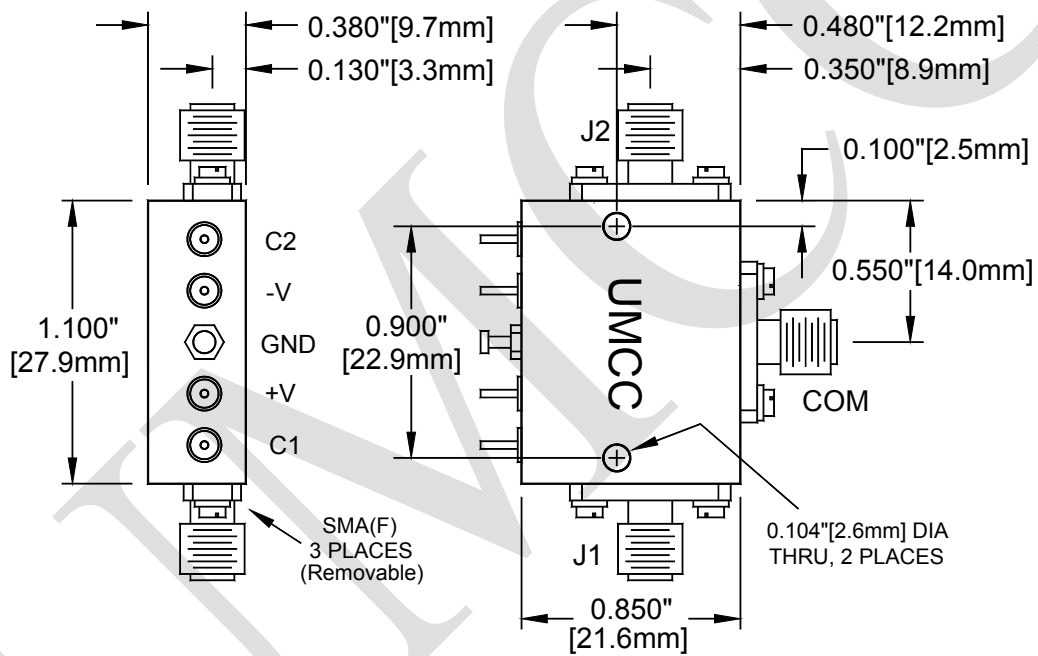 0.380"[9.7mm]
0.130"[3.3mm]
0.480"[12.2mm]
0.350"[8.9mm]
J2
0.100"[2.5mm]
0.550"[14.0mm]
C2
-V
GND
+V
C1
1.100"
[27.9mm]
0.900"
[22.9mm]
UMCC
COM
SMA(F)
3 PLACES
(Removable)
J1
0.104"[2.6mm] DIA
THRU, 2 PLACES
0.850"
[21.6mm]
UMCC